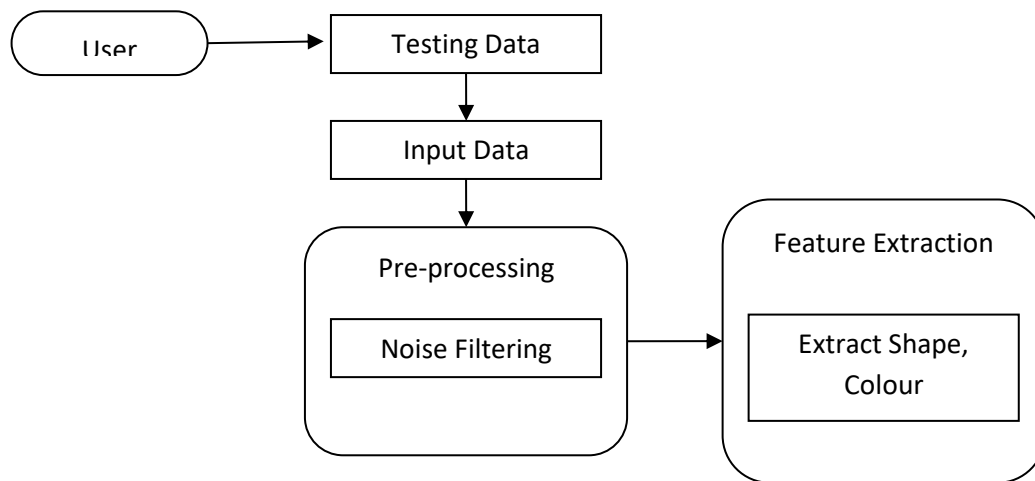 User
Testing Data
Input Data
Pre-processing
Noise Filtering
Feature Extraction
Extract Shape,
Colour